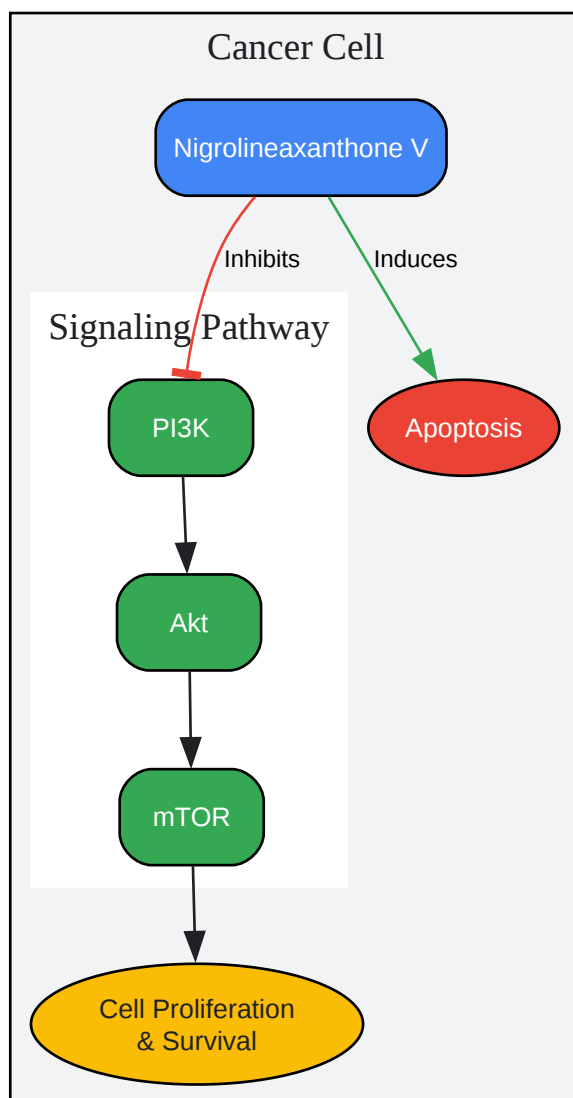 Cancer Cell
Nigrolineaxanthone V
Inhibits
Induces
Signaling Pathway
PI3K
Apoptosis
Akt
mTOR
Cell Proliferation
& Survival